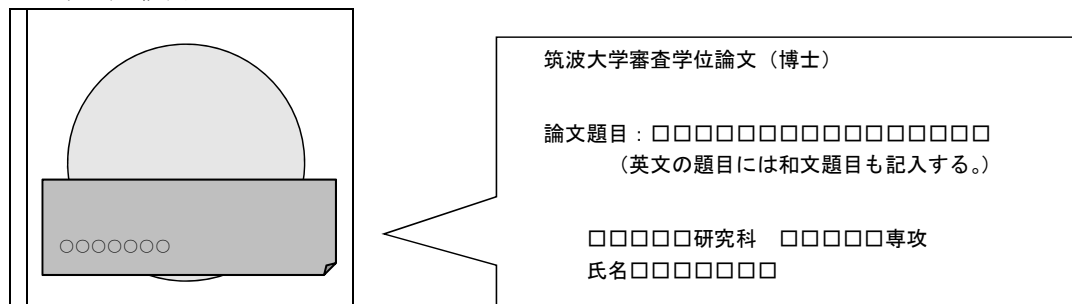 筑波大学審査学位論文（博士）
論文題目：□□□□□□□□□□□□□□□□
（英文の題目には和文題目も記入する。）
□□□□□研究科　□□□□□専攻
氏名□□□□□□□
○○○○○○○